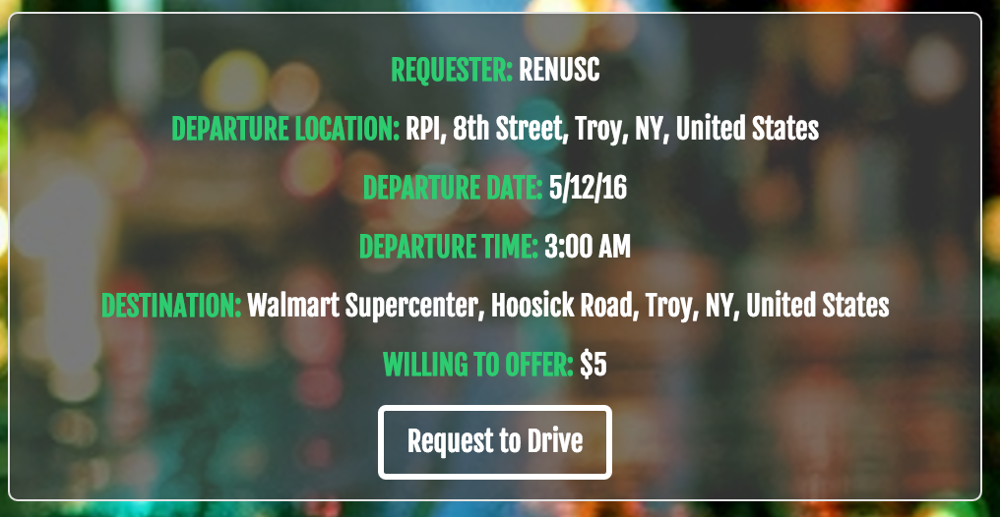 REQUESTER: RENUSC
DEPARTURE LOCATION: RPI, 8th Street, Troy, NY, United States
DEPARTURE DATE: 5/12/16
DEPARTURE TIME: 3:00 AM
DESTINATION: Walmart Supercenter, Hoosick Road, Troy, NY, United States
WILLING TO OFFER: $5
Request to Drive